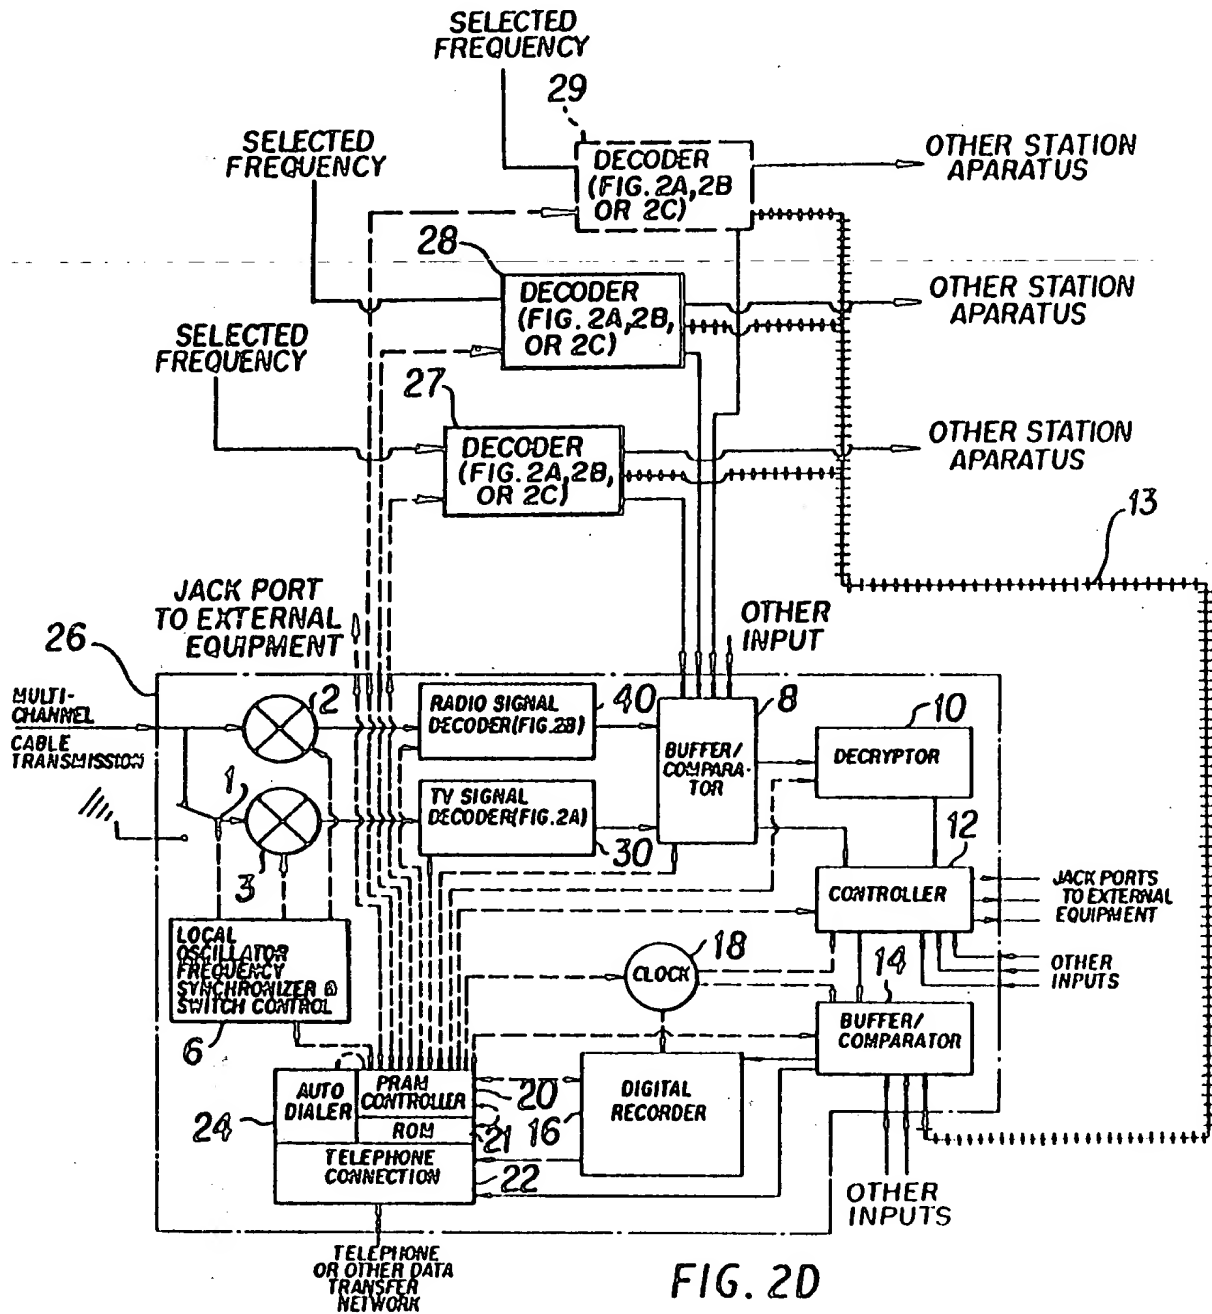 SELECTED
FREQUENCY
29
SELECTED
FREQUENCY
DECODER
(FIG. 2A, 2B
OR 2C)
OTHER STATION
APARATUS
28
DECODER
(FIG. 2A, 2B,
OR 2C)
OTHER STATION
APARATUS
SELECTED
FREQUENCY
27
DECODER
(FIG. 2A, 2B,
OR 2C)
OTHER STATION
APARATUS
13
JACK PORT
TO EXTERNAL
EQUIPMENT
OTHER
INPUT
26
MULTI-
CHANNEL
CABLE
TRANSMISSION
2
RADIO SIGNAL
DECODER (FIG. 2B)
40
8
BUFFER/
COMPARA-
TOR
10
DECRYPTOR
1
3
TV SIGNAL
DECODER (FIG. 2A)
30
12
CONTROLLER
JACK PORTS
TO EXTERNAL
EQUIPMENT
LOCAL
OSCILLATOR
FREQUENCY
SYNCHRONIZER &
SWITCH CONTROL
6
CLOCK
18
14
OTHER
INPUTS
BUFFER/
COMPARATOR
AUTO
DIALER
24
PRAM
CONTROLLER
20
ROM
21
TELEPHONE
CONNECTION
22
16
DIGITAL
RECORDER
OTHER
INPUTS
TELEPHONE
OR OTHER DATA
TRANSFER
NETWORK
FIG. 2D